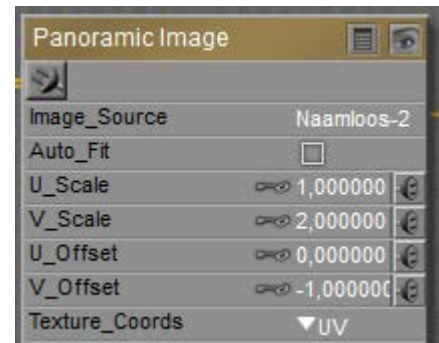 Panoramic Image
Image_Source Naamloos-2
Auto_Fit
U_Scale 1,000000
V_Scale 2,000000
U_Offset 0,000000
V_Offset -1,00000
Texture_Coords UV